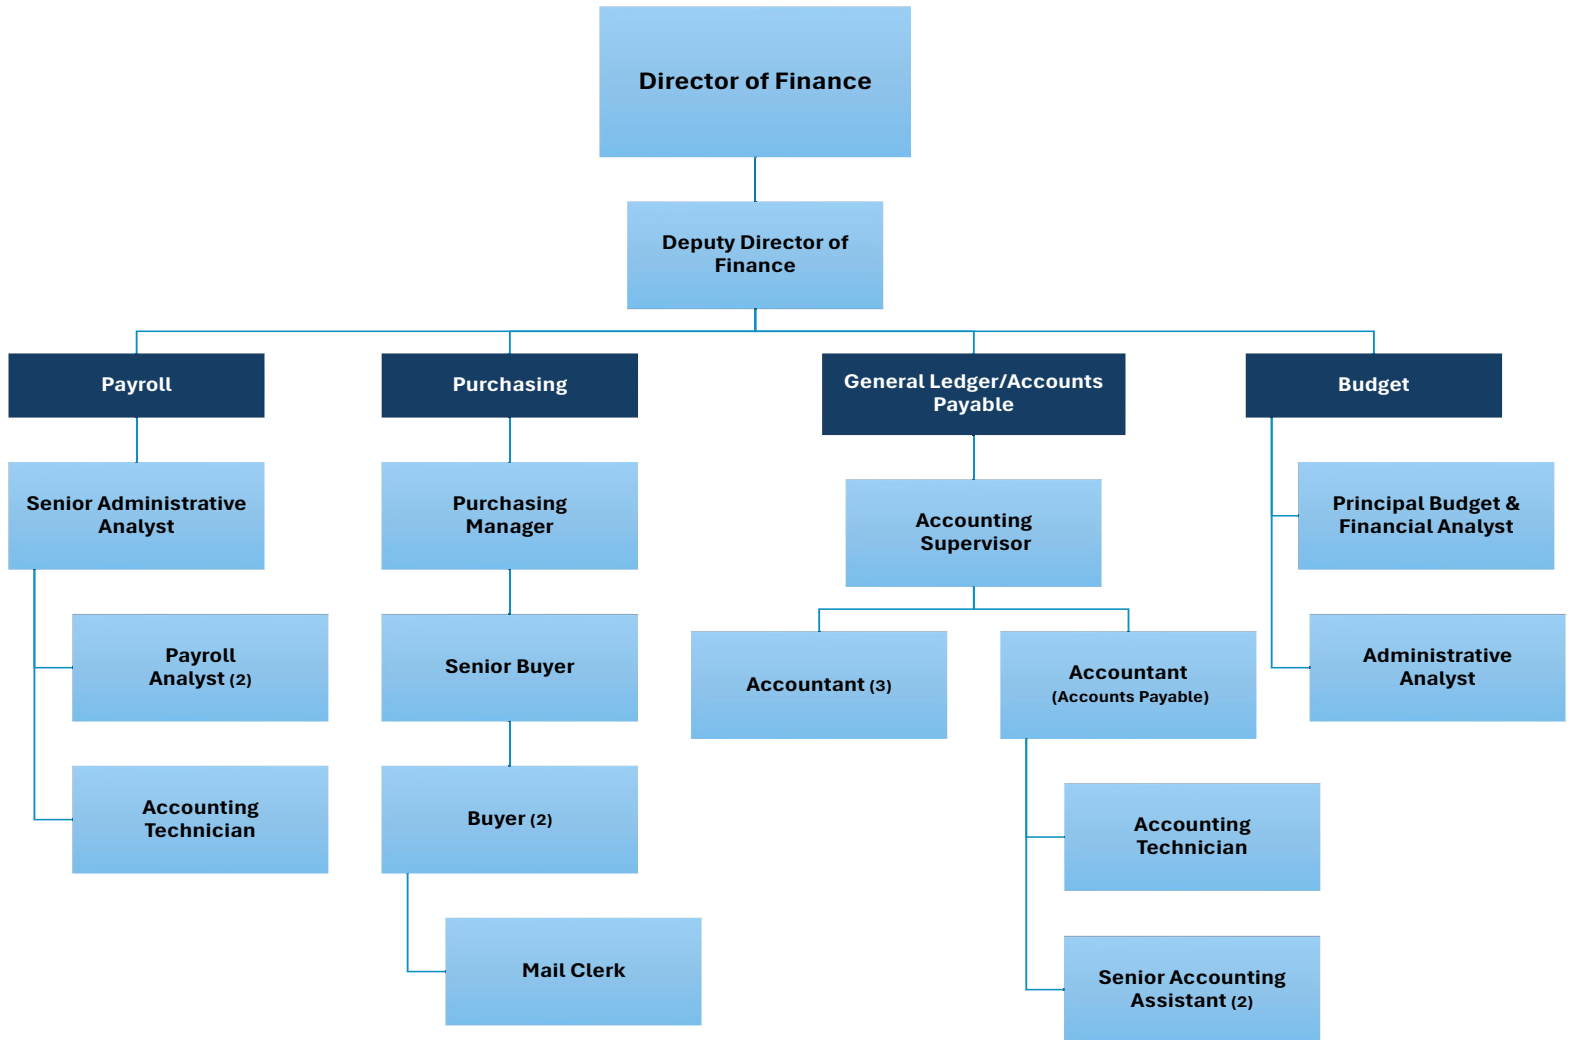 Director of Finance
Deputy Director of
Finance
Payroll
Senior Administrative
Analyst
Payroll
Analyst (2)
Accounting
Technician
Purchasing
Purchasing
Manager
Senior Buyer
Buyer (2)
Mail Clerk
General Ledger/Accounts
Payable
Accounting
Supervisor
Accountant (3)
Accountant
(Accounts Payable)
Accounting
Technician
Senior Accounting
Assistant (2)
Budget
Principal Budget &
Financial Analyst
Administrative
Analyst